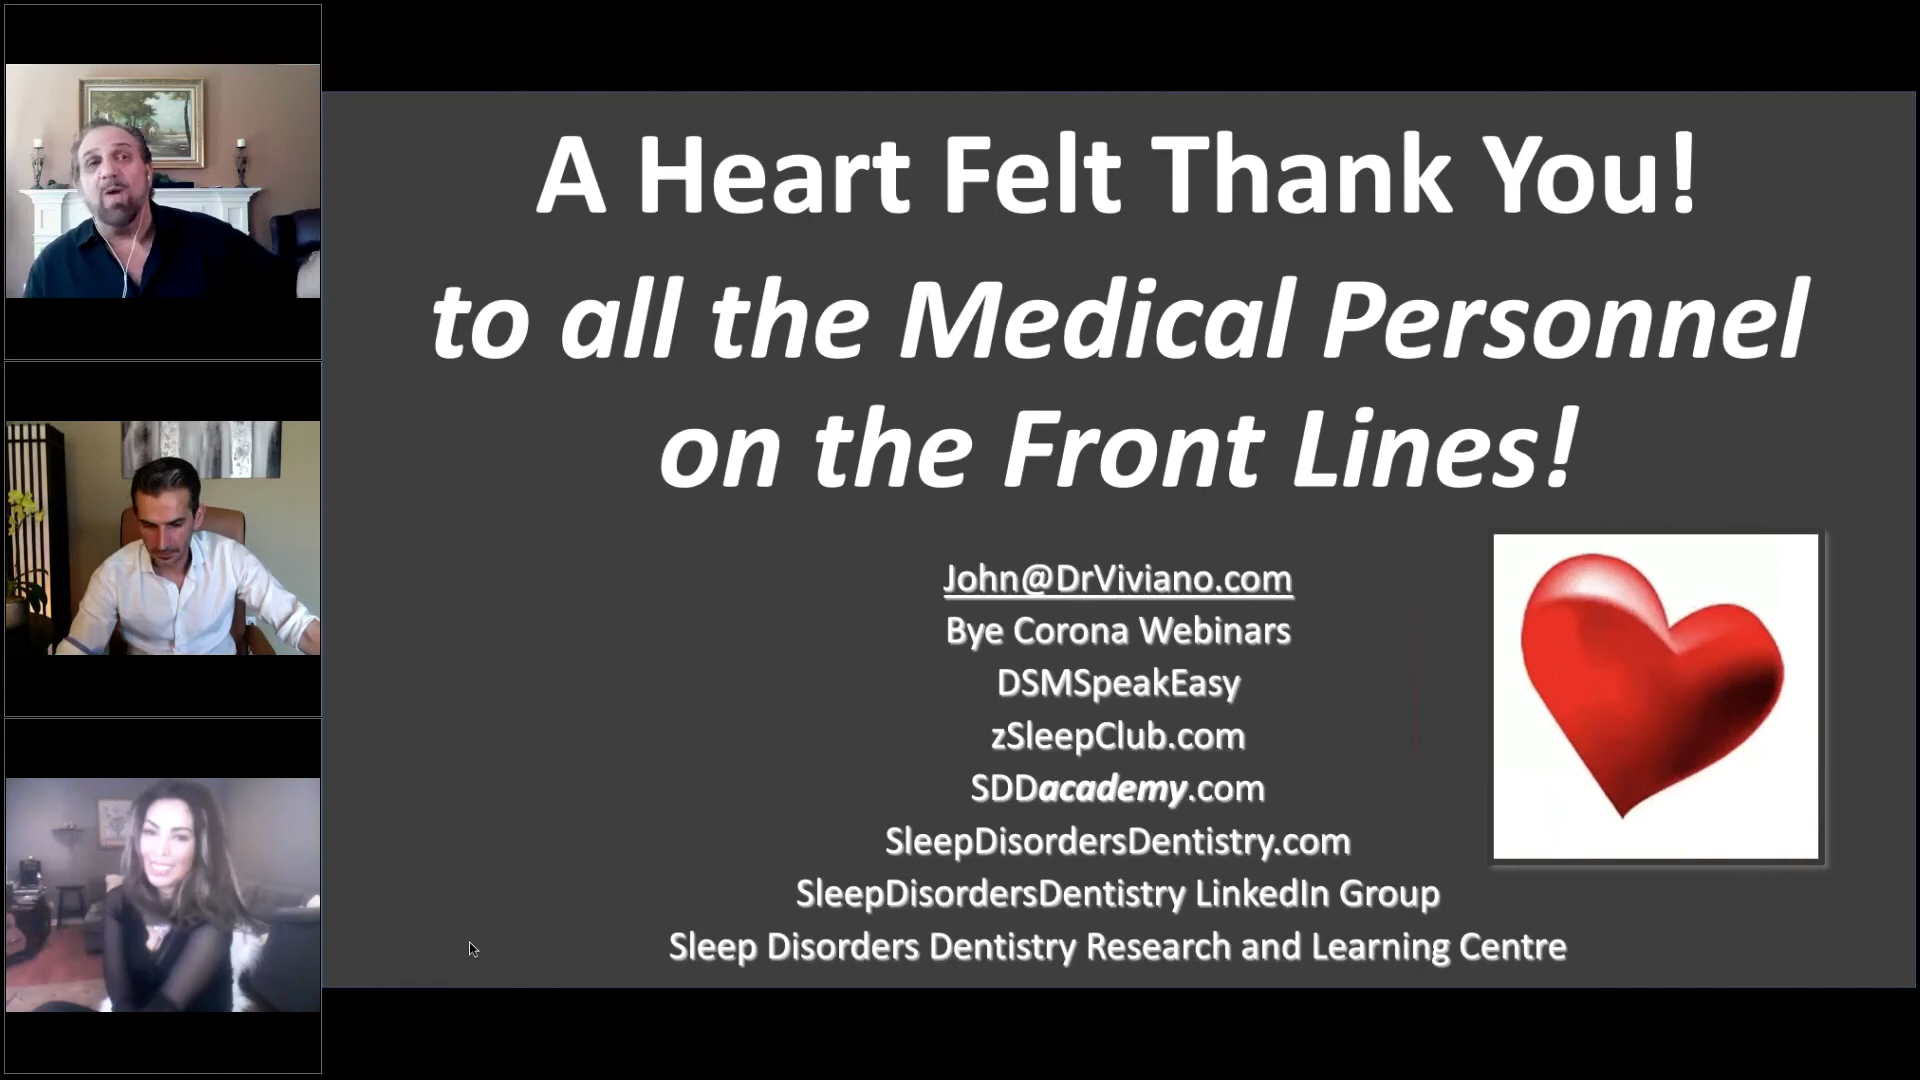 A Heart Felt Thank You!
to all the Medical Personnel
on the Front Lines!
John@DrViviano.com
Bye Corona Webinars
DSMSpeakEasy
zSleepClub.com
SDDacademy.com
SleepDisordersDentistry.com
SleepDisordersDentistry LinkedIn Group
Sleep Disorders Dentistry Research and Learning Centre